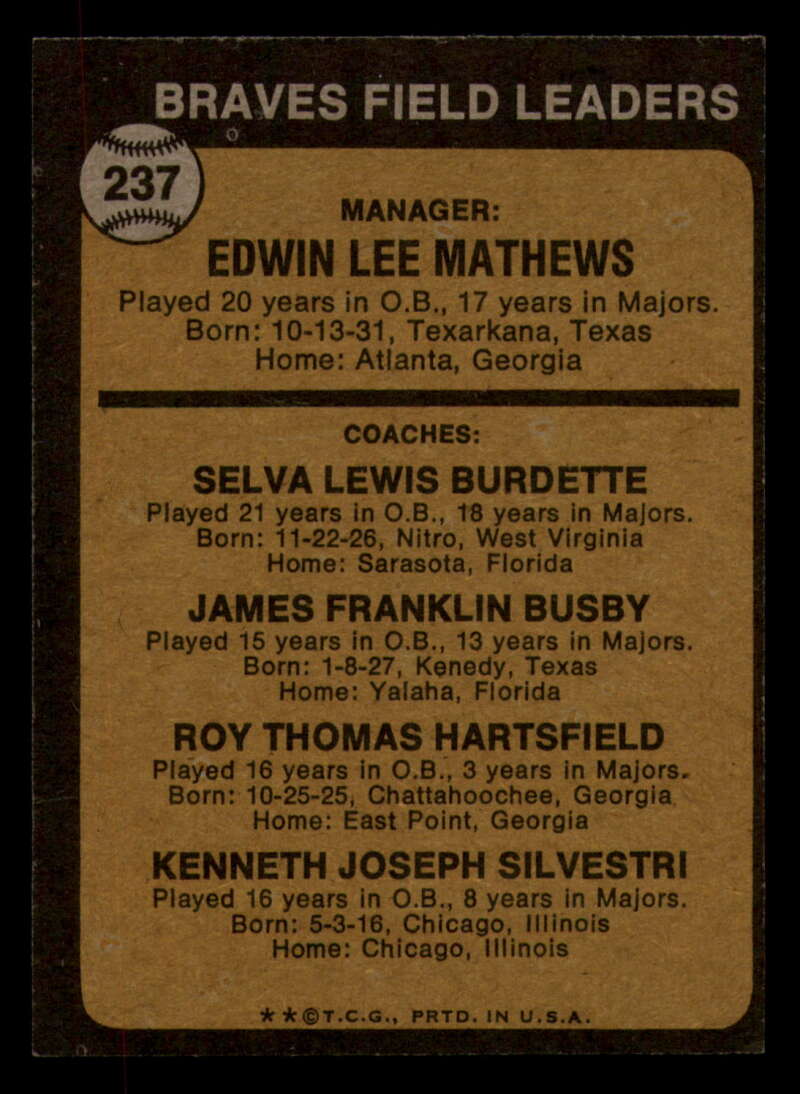 BRAVES FIELD LEADERS
237
MANAGER:
EDWIN LEE MATHEWS
Played 20 years in O.B., 17 years in Majors.
Born: 10-13-31, Texarkana, Texas
Home: Atlanta, Georgia
COACHES:
SELVA LEWIS BURDETTE
Played 21 years in O.B., 18 years in Majors.
Born: 11-22-26, Nitro, West Virginia
Home: Sarasota, Florida
JAMES FRANKLIN BUSBY
Played 15 years in O.B., 13 years in Majors.
Born: 1-8-27, Kenedy, Texas
Home: Yalaha, Florida
ROY THOMAS HARTSFIELD
Played 16 years in O.B., 3 years in Majors.
Born: 10-25-25, Chattahoochee, Georgia
Home: East Point, Georgia
KENNETH JOSEPH SILVESTRI
Played 16 years in O.B., 8 years in Majors.
Born: 5-3-16, Chicago, Illinois
Home: Chicago, Illinois
★★©T.C.G., PRTD. IN U.S.A.